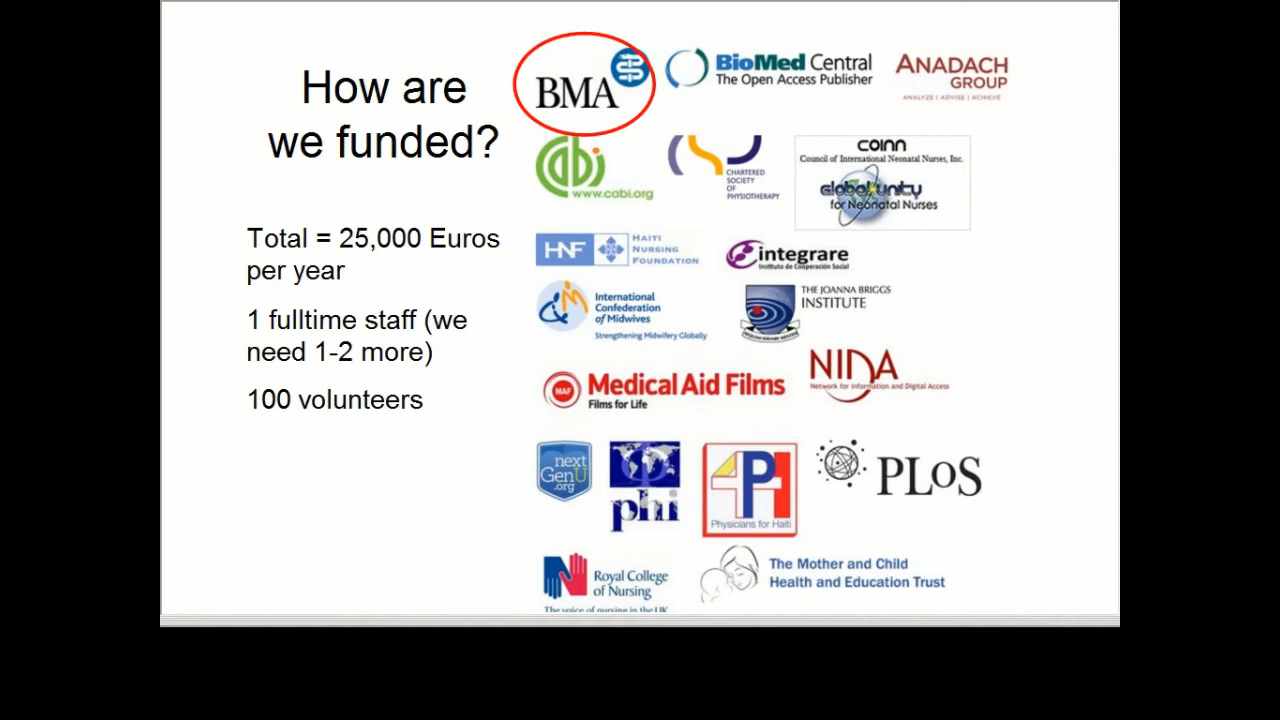 How are
we funded?
Total = 25,000 Euros
per year
1 fulltime staff (we
need 1-2 more)
100 volunteers
BMA
BioMed Central
The Open Access Publisher
ANADACH
GROUP
ANALYZE | ADVISE | ACHIEVE
cabi
www.cabi.org
CHARTERED
SOCIETY
OF
PHYSIOTHERAPY
COINN
Council of International Neonatal Nurses, Inc.
Global Unity
for Neonatal Nurses
HNF
HAITI
NURSING
FOUNDATION
integrare
Instituto de Cooperación Social
International
Confederation
of Midwives
Strengthening Midwifery Globally
THE JOANNA BRIGGS
INSTITUTE
MAF
Medical Aid Films
Films for Life
NIDA
Network for Information and Digital Access
next
GenU
.org
phi
PH
Physicians for Haiti
PLoS
Royal College
of Nursing
The voice of nursing in the UK
The Mother and Child
Health and Education Trust